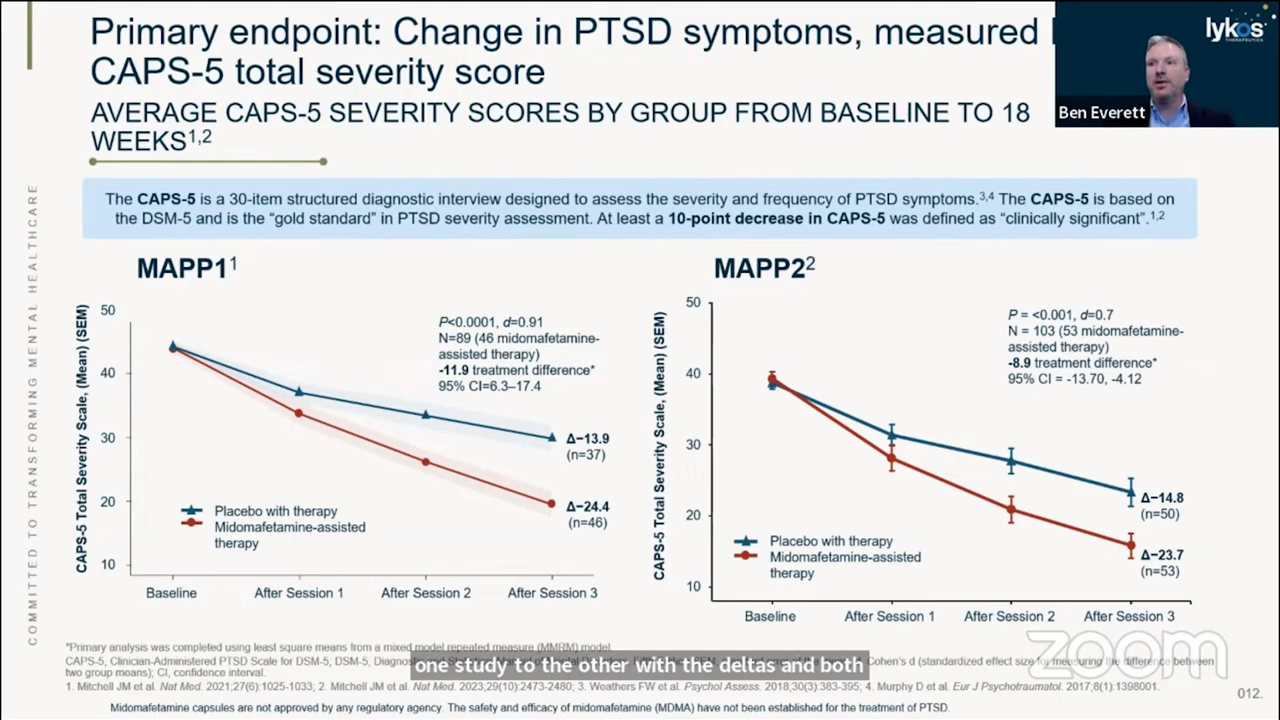 Primary endpoint: Change in PTSD symptoms, measured
CAPS-5 total severity score
AVERAGE CAPS-5 SEVERITY SCORES BY GROUP FROM BASELINE TO 18
WEEKS1,2
lykos
THERAPEUTICS
Ben Everett
COMMITTED TO TRANSFORMING MENTAL HEALTHCARE
The CAPS-5 is a 30-item structured diagnostic interview designed to assess the severity and frequency of PTSD symptoms.3,4 The CAPS-5 is based on
the DSM-5 and is the “gold standard” in PTSD severity assessment. At least a 10-point decrease in CAPS-5 was defined as “clinically significant”.1,2
MAPP11
CAPS-5 Total Severity Scale, (Mean) (SEM)
50
40
30
20
10
P<0.0001, d=0.91
N=89 (46 midomafetamine-
assisted therapy)
-11.9 treatment difference*
95% CI=6.3–17.4
Δ−13.9
(n=37)
Δ−24.4
(n=46)
Placebo with therapy
Midomafetamine-assisted
therapy
Baseline
After Session 1
After Session 2
After Session 3
MAPP22
CAPS-5 Total Severity Scale, (Mean) (SEM)
50
40
30
20
10
P = <0.001, d=0.7
N = 103 (53 midomafetamine-
assisted therapy)
-8.9 treatment difference*
95% CI = -13.70, -4.12
Δ−14.8
(n=50)
Δ−23.7
(n=53)
Placebo with therapy
Midomafetamine-assisted
therapy
Baseline
After Session 1
After Session 2
After Session 3
zoom
*Primary analysis was completed using least square means from a mixed model repeated measure (MMRM) model.
CAPS-5, Clinician-Administered PTSD Scale for DSM-5; DSM-5, Cohen's d (standardized effect size for measuring the difference between
two group means); CI, confidence interval.
one study to the other with the deltas and both
1. Mitchell JM et al. Nat Med. 2021;27(6):1025-1033; 2. Mitchell JM et al. Nat Med. 2023;29(10):2473-2480; 3. Weathers FW et al. Psychol Assess. 2018;30(3):383-395; 4. Murphy D et al. Eur J Psychotraumatol. 2017;8(1):1398001.
012.
Midomafetamine capsules are not approved by any regulatory agency. The safety and efficacy of midomafetamine (MDMA) have not been established for the treatment of PTSD.